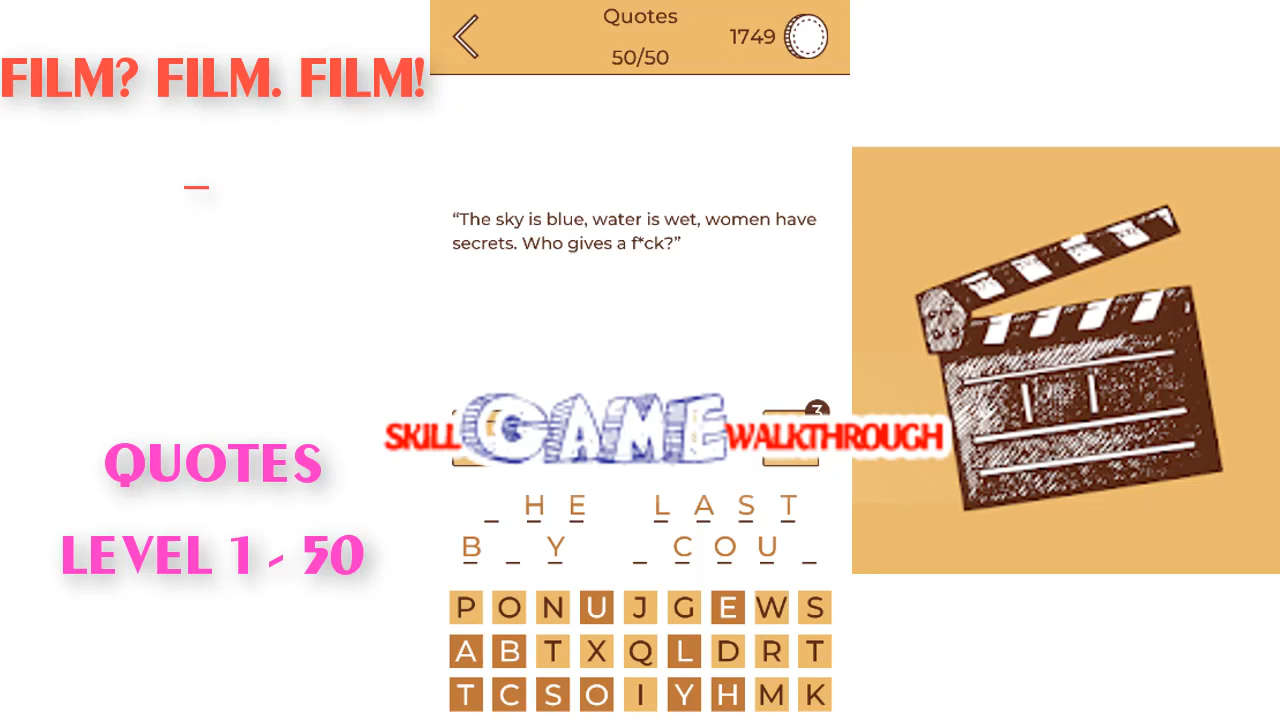 FILM? FILM. FILM!
–
QUOTES
LEVEL 1 - 50
Quotes
50/50
1749
“The sky is blue, water is wet, women have
secrets. Who gives a f*ck?”
3
SKILL GAME WALKTHROUGH
_ H E L A S T
B _ Y _ C O U _
P O N U J G E W S
A B T X Q L D R T
T C S O I Y H M K